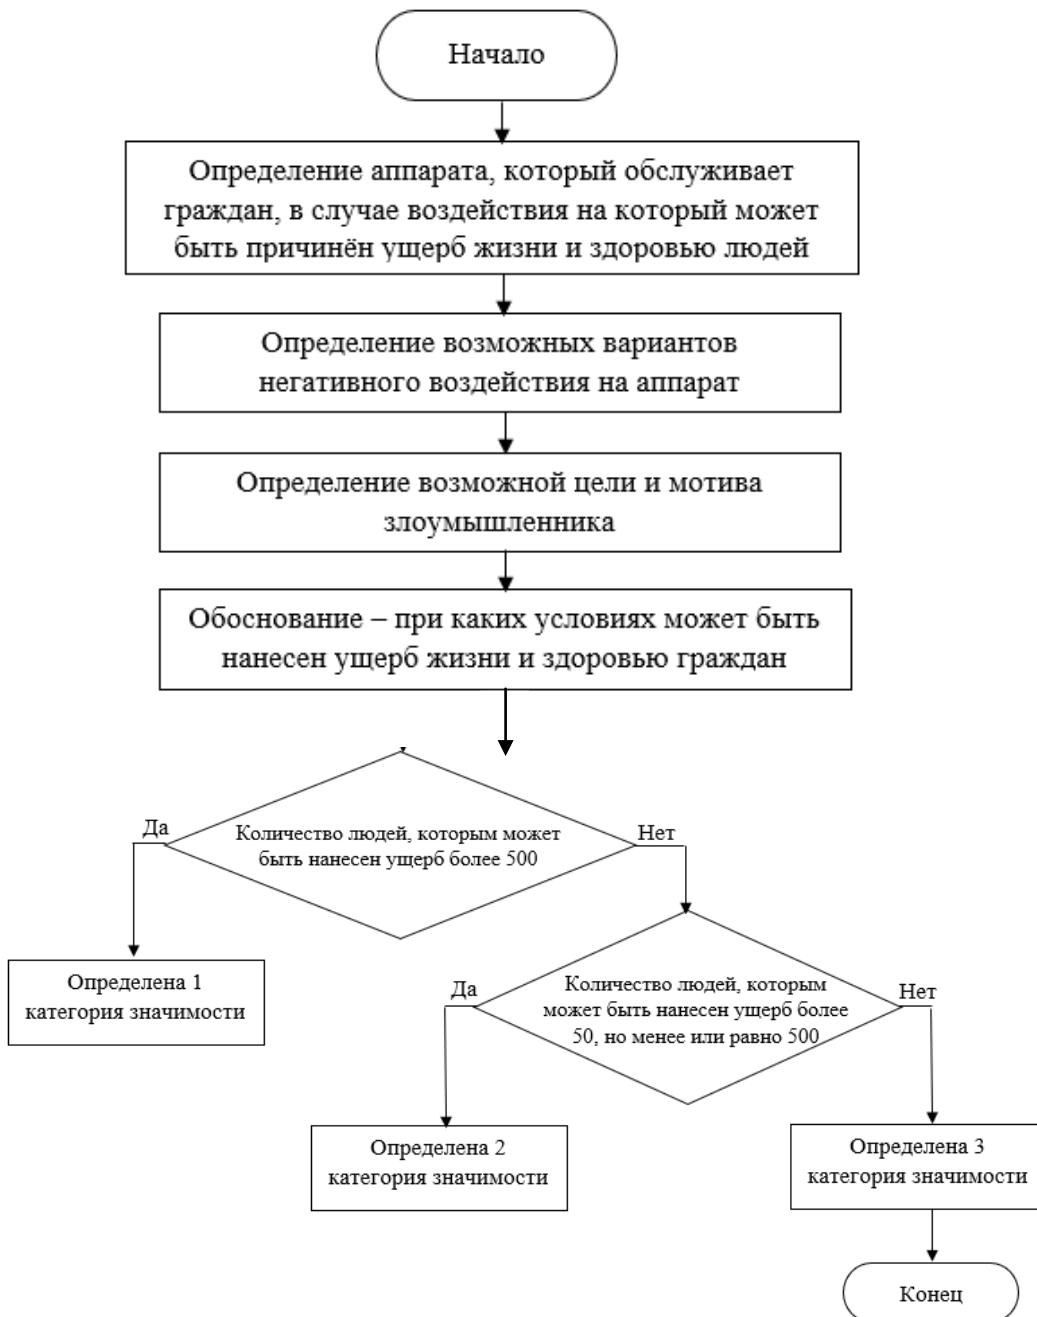 Начало
Определение аппарата, который обслуживает
граждан, в случае воздействия на который может
быть причинён ущерб жизни и здоровью людей
Определение возможных вариантов
негативного воздействия на аппарат
Определение возможной цели и мотива
злоумышленника
Обоснование – при каких условиях может быть
нанесен ущерб жизни и здоровью граждан
Да
Количество людей, которым может
быть нанесен ущерб более 500
Нет
Определена 1
категория значимости
Да
Количество людей, которым
может быть нанесен ущерб более
50, но менее или равно 500
Нет
Определена 2
категория значимости
Определена 3
категория значимости
Конец